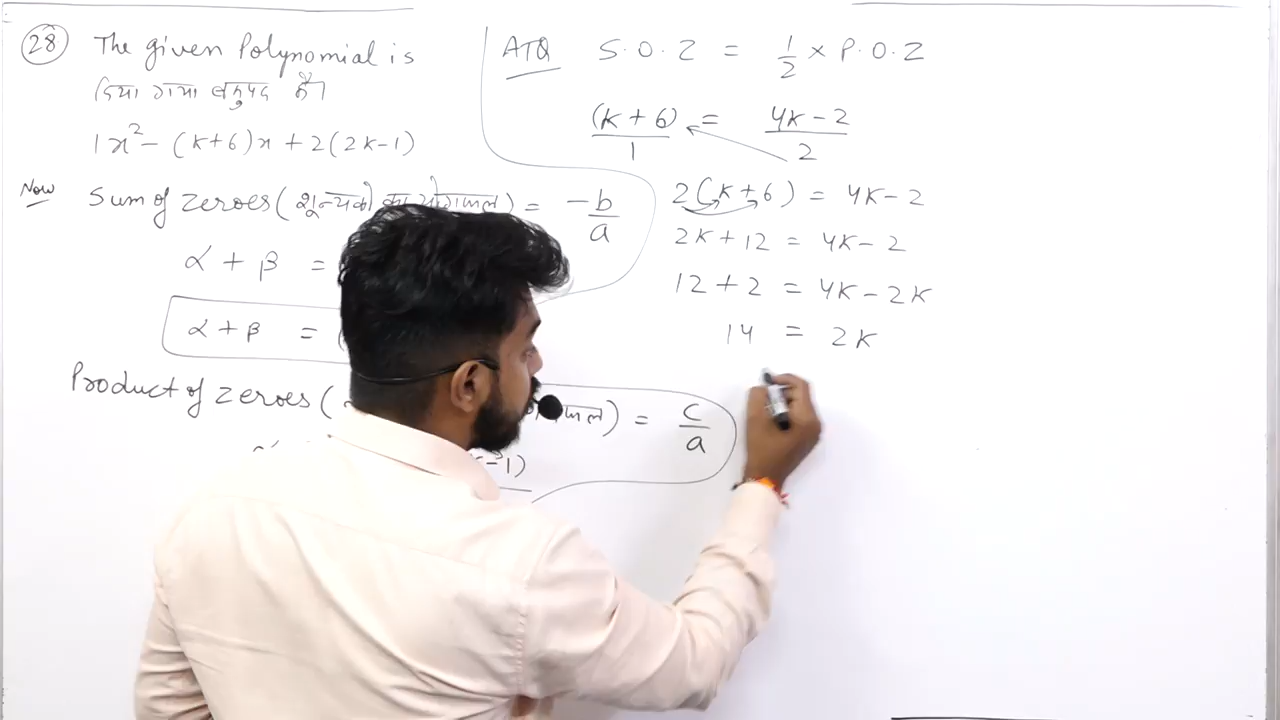 28 The given Polynomial is
दिया गया बहुपद है।
1x² - (k+6)x + 2(2k-1)
Now Sum of zeroes (शून्यको का योगफल) = -b/a
α + β =
α + β = (
Product of zeroes (
) = c/a
-1)
ATQ S.O.Z = 1/2 × P.O.Z
(k+6)/1 = 4k-2/2
2(k+6) = 4k-2
2k+12 = 4k-2
12+2 = 4k-2k
14 = 2k